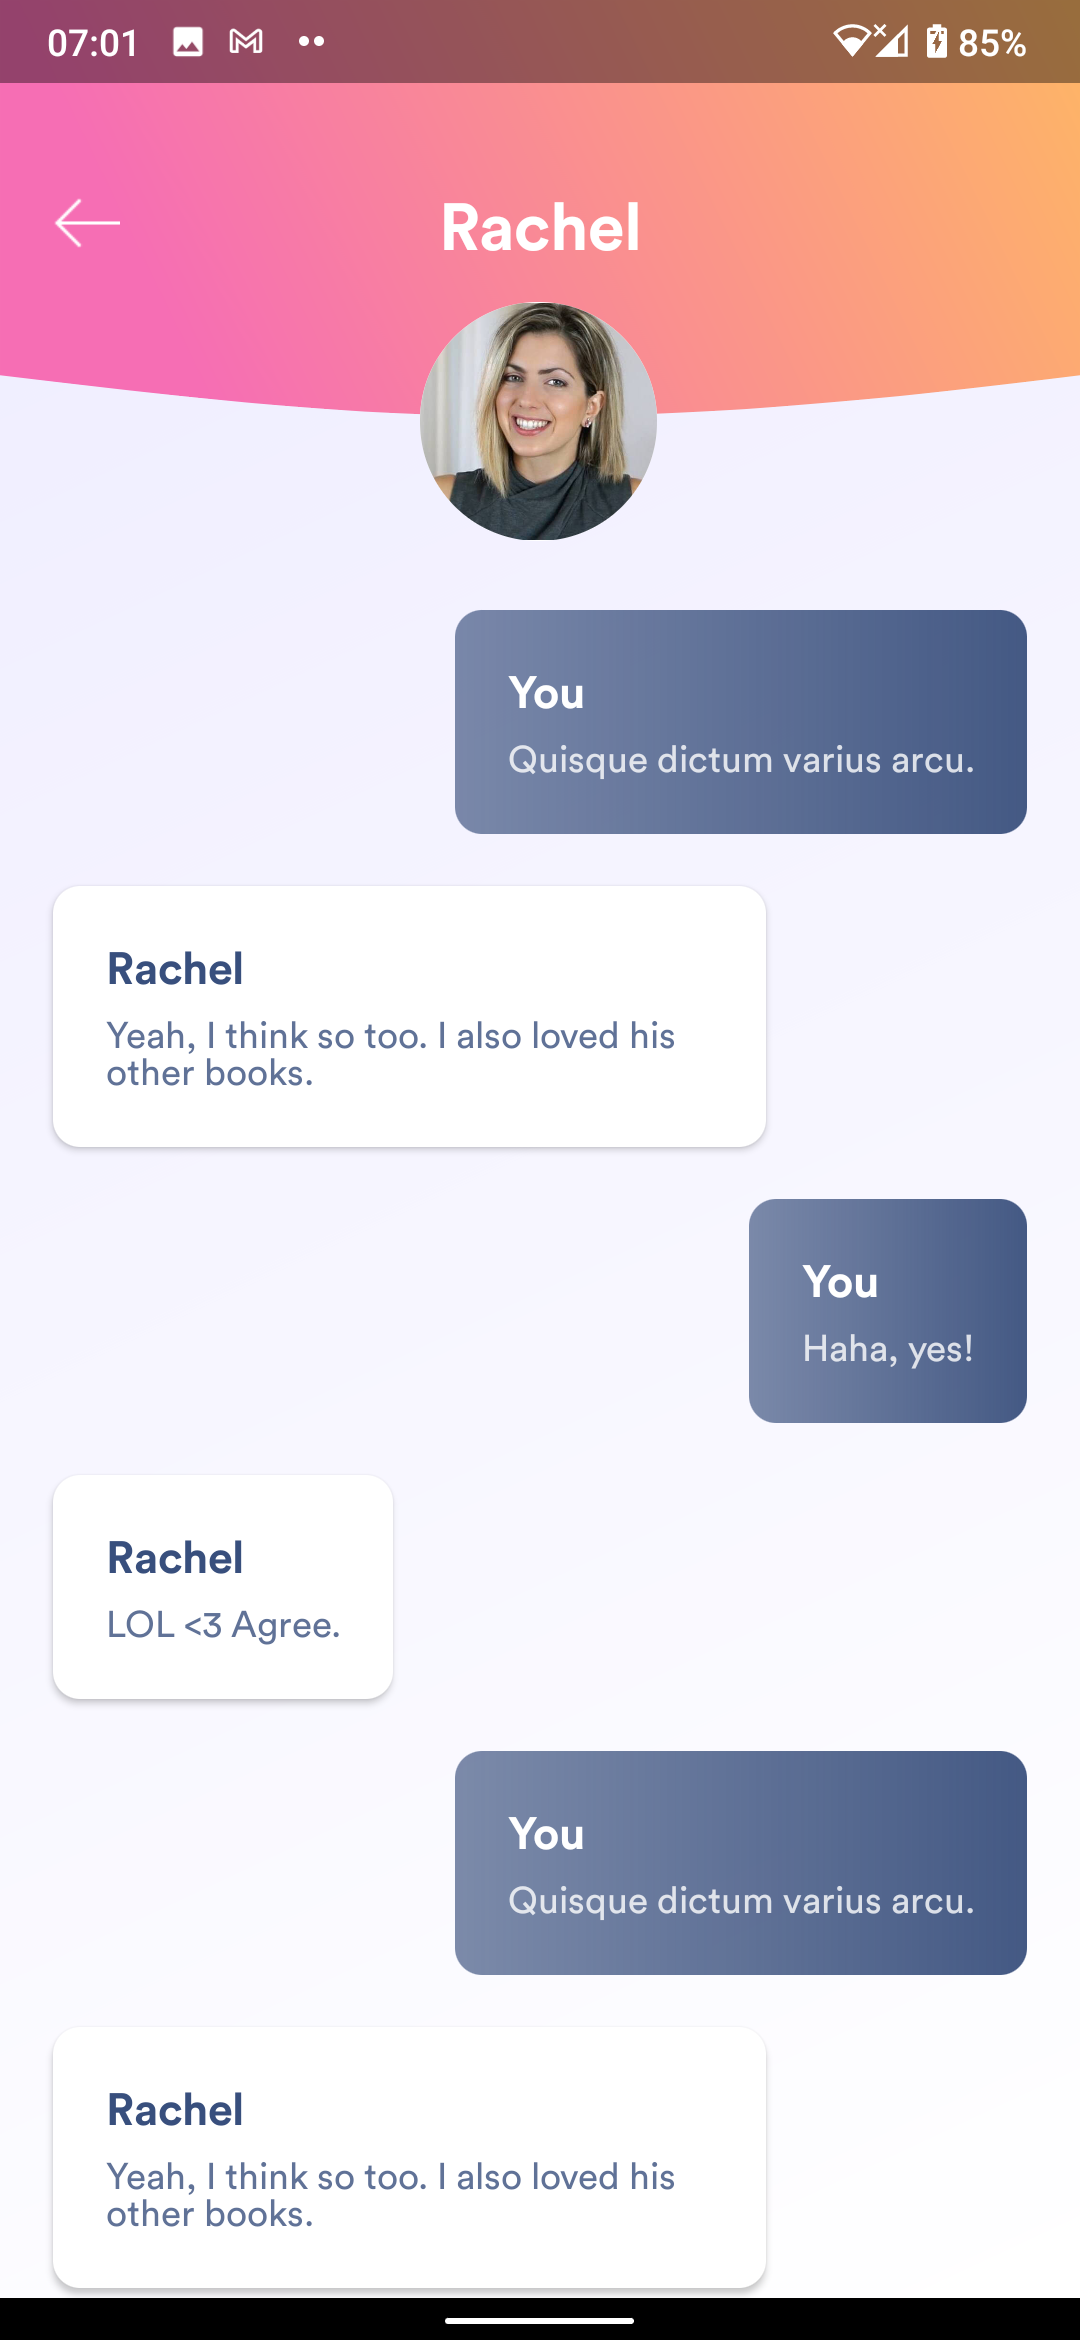 07:01
85%
Rachel
You
Quisque dictum varius arcu.
Rachel
Yeah, I think so too. I also loved his
other books.
You
Haha, yes!
Rachel
LOL <3 Agree.
You
Quisque dictum varius arcu.
Rachel
Yeah, I think so too. I also loved his
other books.